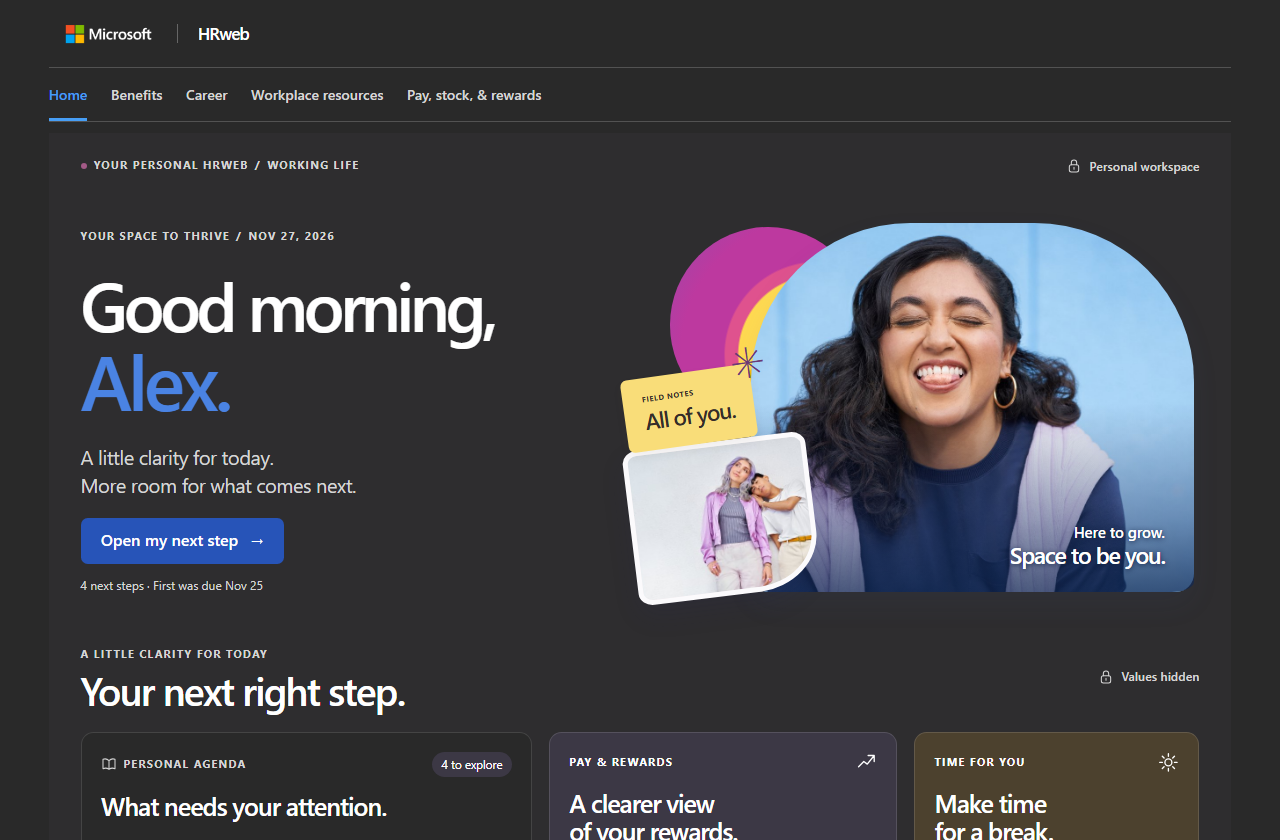 Microsoft
HRweb
Home
Benefits
Career
Workplace resources
Pay, stock, & rewards
YOUR PERSONAL HRWEB / WORKING LIFE
Personal workspace
YOUR SPACE TO THRIVE / NOV 27, 2026
Good morning,
Alex.
A little clarity for today.
More room for what comes next.
Open my next step →
4 next steps · First was due Nov 25
FIELD NOTES
All of you.
Here to grow.
Space to be you.
A LITTLE CLARITY FOR TODAY
Your next right step.
Values hidden
PERSONAL AGENDA
4 to explore
What needs your attention.
PAY & REWARDS
A clearer view
of your rewards.
TIME FOR YOU
Make time
for a break.